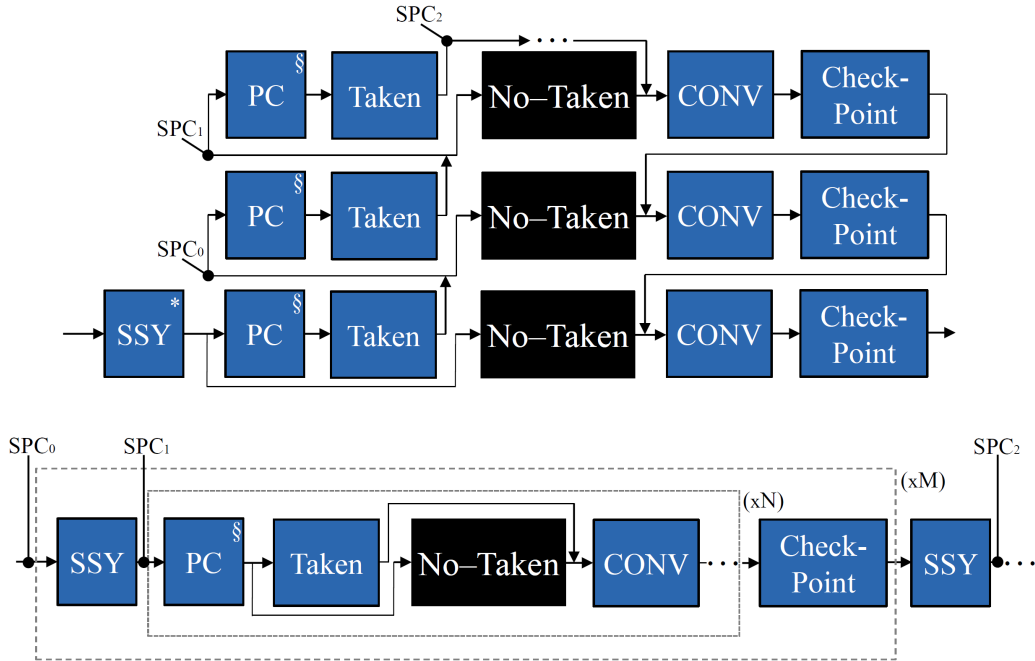 SPC₂
PC §
Taken
No–Taken
CONV
Check-
Point
SPC₁
PC §
Taken
No–Taken
CONV
Check-
Point
SPC₀
SSY *
PC §
Taken
No–Taken
CONV
Check-
Point
SPC₀
SPC₁
SPC₂
(xN)
(xM)
SSY
PC §
Taken
No–Taken
CONV
Check-
Point
SSY